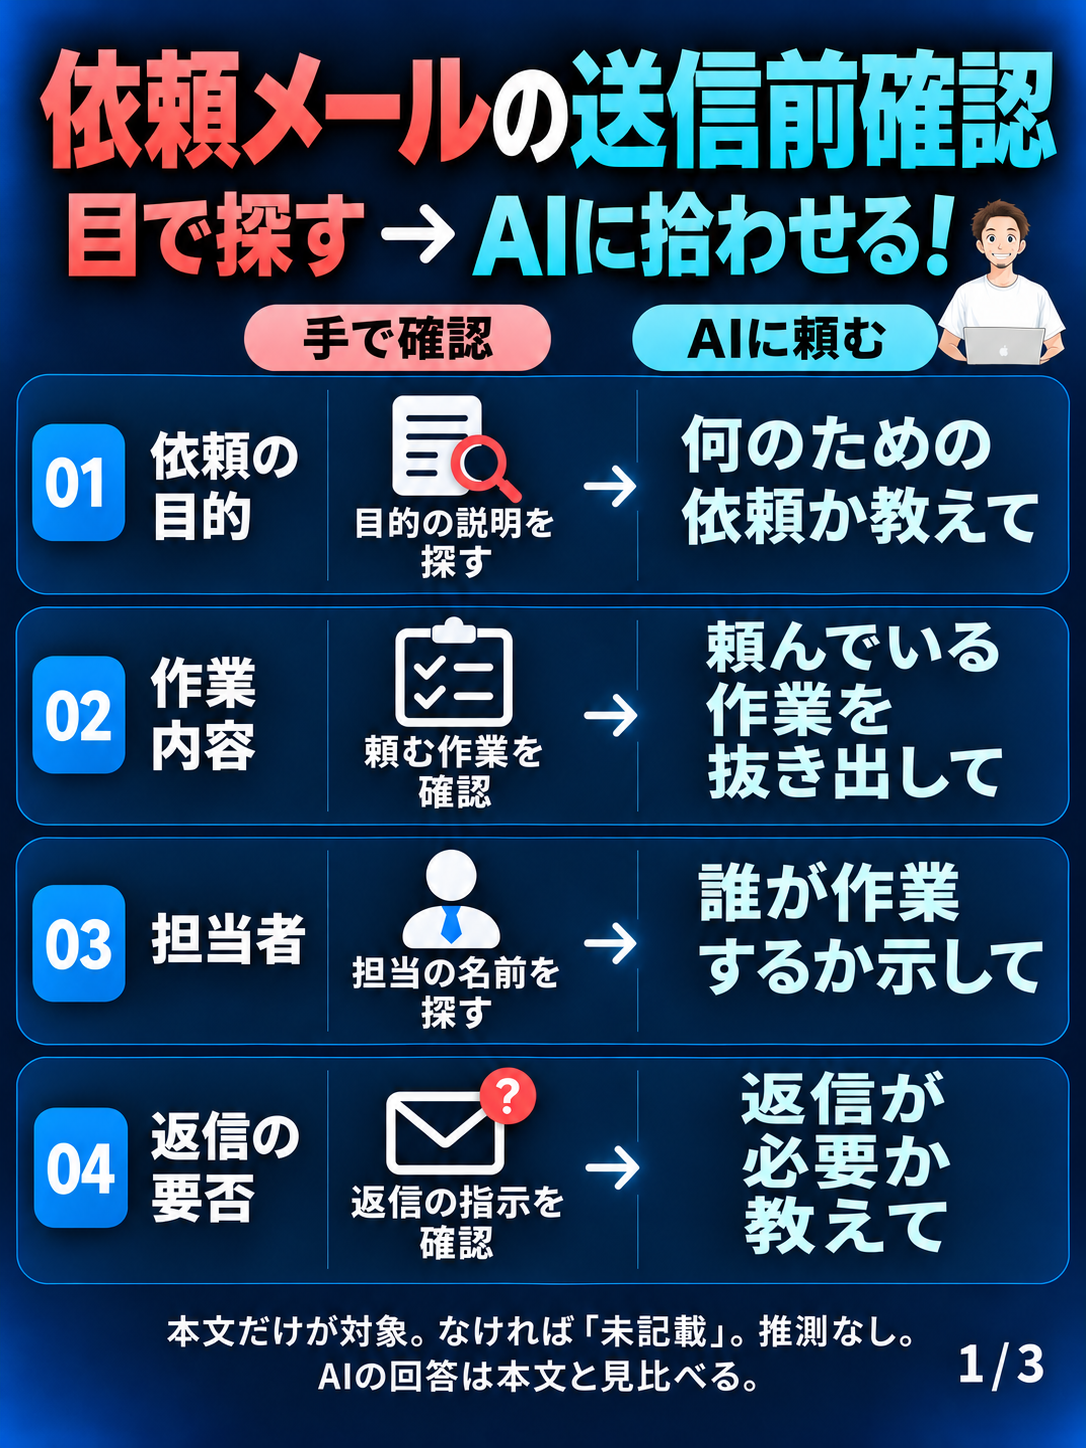 依頼メールの送信前確認
目で探す→AIに拾わせる!
手で確認
AIに頼む
01
依頼の
目的
目的の説明を
探す
→
何のための
依頼か教えて
02
作業
内容
頼む作業を
確認
→
頼んでいる
作業を
抜き出して
03
担当者
担当の名前を
探す
→
誰が作業
するか示して
04
返信の
要否
?
返信の指示を
確認
→
返信が
必要か
教えて
本文だけが対象。なければ「未記載」。推測なし。
AIの回答は本文と見比べる。
1/3